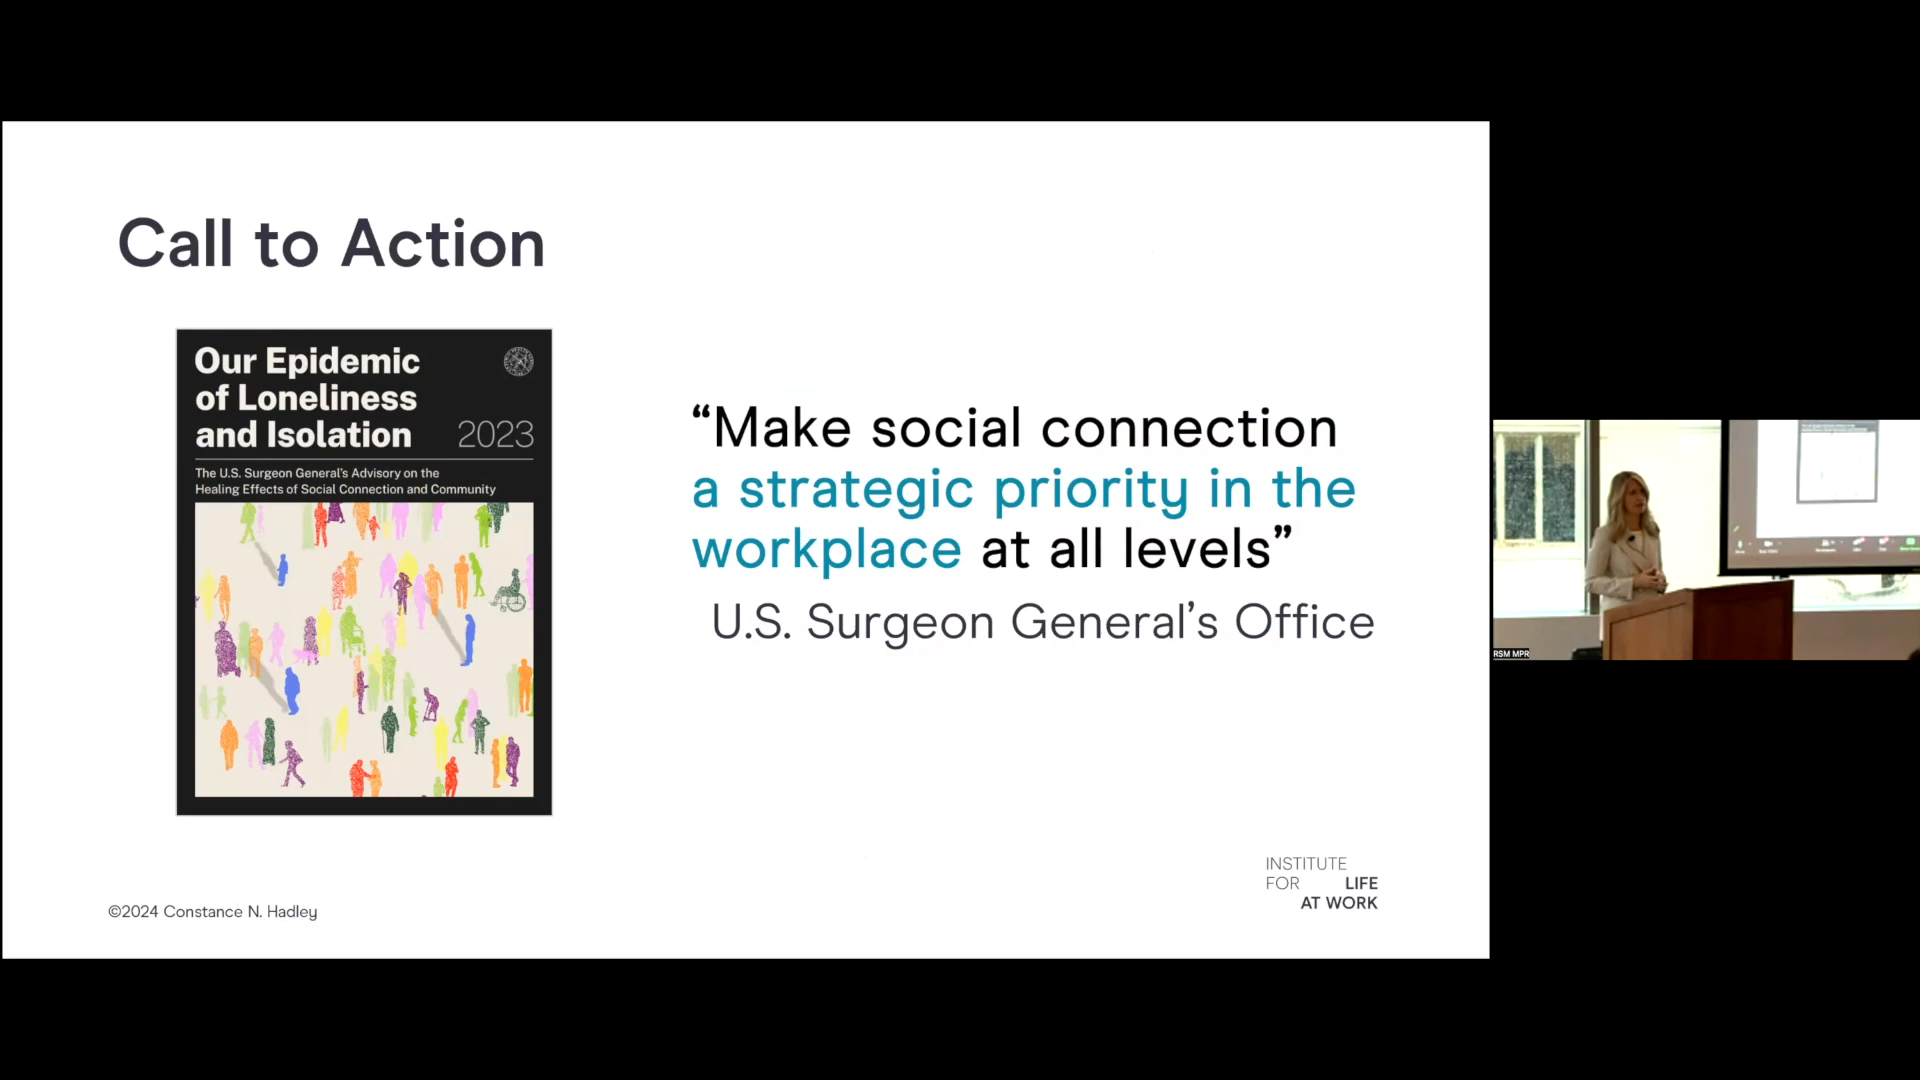 Call to Action
Our Epidemic
of Loneliness
and Isolation 2023
The U.S. Surgeon General's Advisory on the
Healing Effects of Social Connection and Community
“Make social connection
a strategic priority in the
workplace at all levels”
U.S. Surgeon General’s Office
INSTITUTE
FOR LIFE
AT WORK
©2024 Constance N. Hadley
RSM MPR